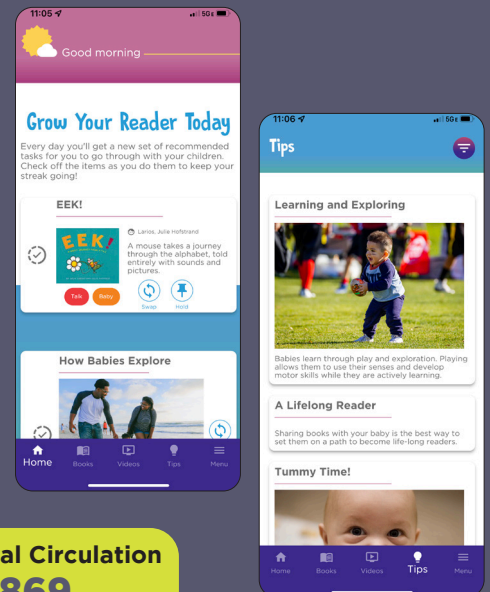 11:05
5G E
Good morning
Grow Your Reader Today
Every day you'll get a new set of recommended
tasks for you to go through with your children.
Check off the items as you do them to keep your
streak going!
EEK!
EEK!
Larios, Julie Hofstrand
A mouse takes a journey
through the alphabet, told
entirely with sounds and
pictures.
Talk
Baby
Swap
Hold
How Babies Explore
Home
Books
Videos
Tips
Menu
11:06
5G E
Tips
Learning and Exploring
Babies learn through play and exploration. Playing
allows them to use their senses and develop
motor skills while they are actively learning.
A Lifelong Reader
Sharing books with your baby is the best way to
set them on a path to become life-long readers.
Tummy Time!
Home
Books
Videos
Tips
Menu
al Circulation
869